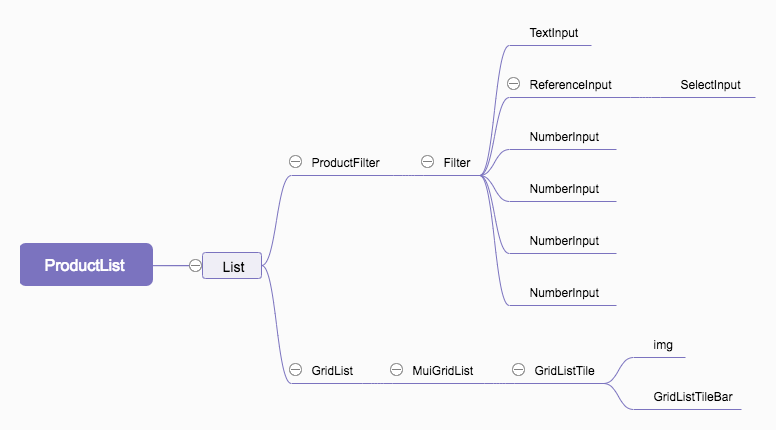 TextInput
ReferenceInput
SelectInput
NumberInput
ProductFilter
Filter
NumberInput
NumberInput
ProductList
List
NumberInput
img
GridList
MuiGridList
GridListTile
GridListTileBar